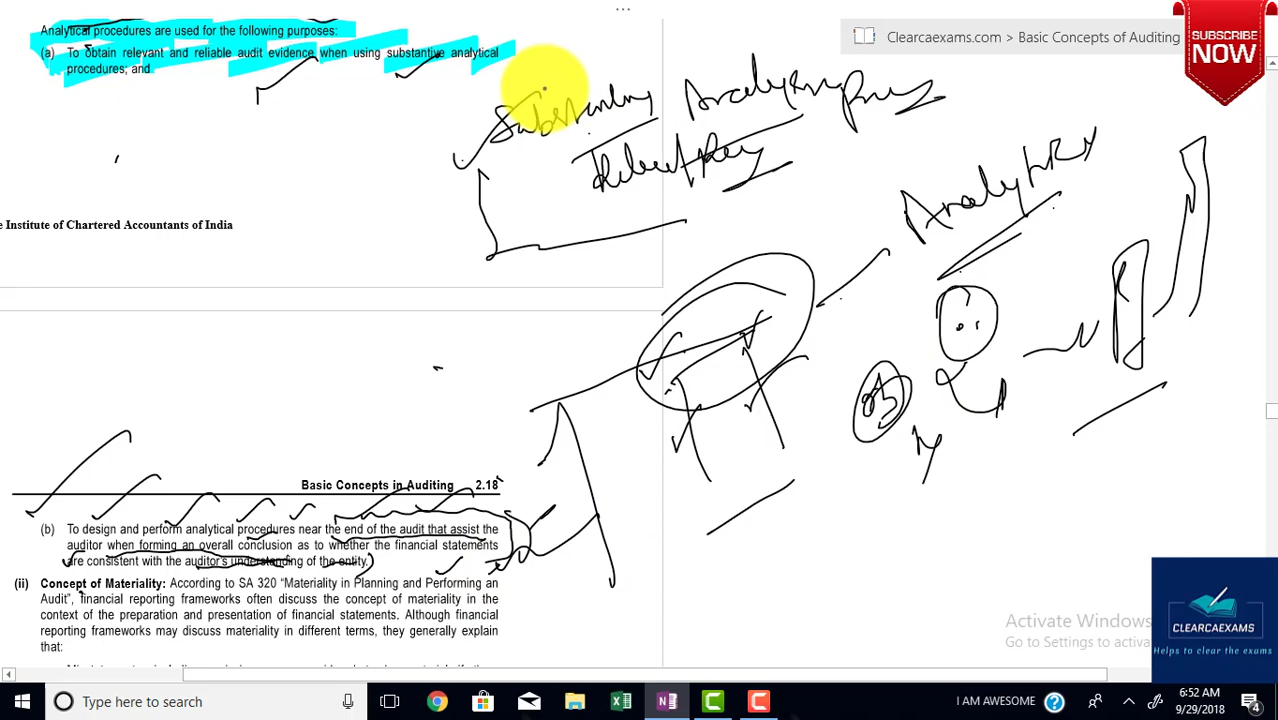 Analytical procedures are used for the following purposes:
(a) To obtain relevant and reliable audit evidence when using substantive analytical
procedures; and
Clearcaexams.com > Basic Concepts of Auditing
SUBSCRIBE
NOW
e Institute of Chartered Accountants of India
Basic Concepts in Auditing 2.18
(b) To design and perform analytical procedures near the end of the audit that assist the
auditor when forming an overall conclusion as to whether the financial statements
are consistent with the auditor's understanding of the entity.
(ii) Concept of Materiality: According to SA 320 "Materiality in Planning and Performing an
Audit", financial reporting frameworks often discuss the concept of materiality in the
context of the preparation and presentation of financial statements. Although financial
reporting frameworks may discuss materiality in different terms, they generally explain
that:
Activate Windows
Go to Settings to activa
CLEARCAEXAMS
Helps to clear the exams
Type here to search
I AM AWESOME
6:52 AM
9/29/2018
4